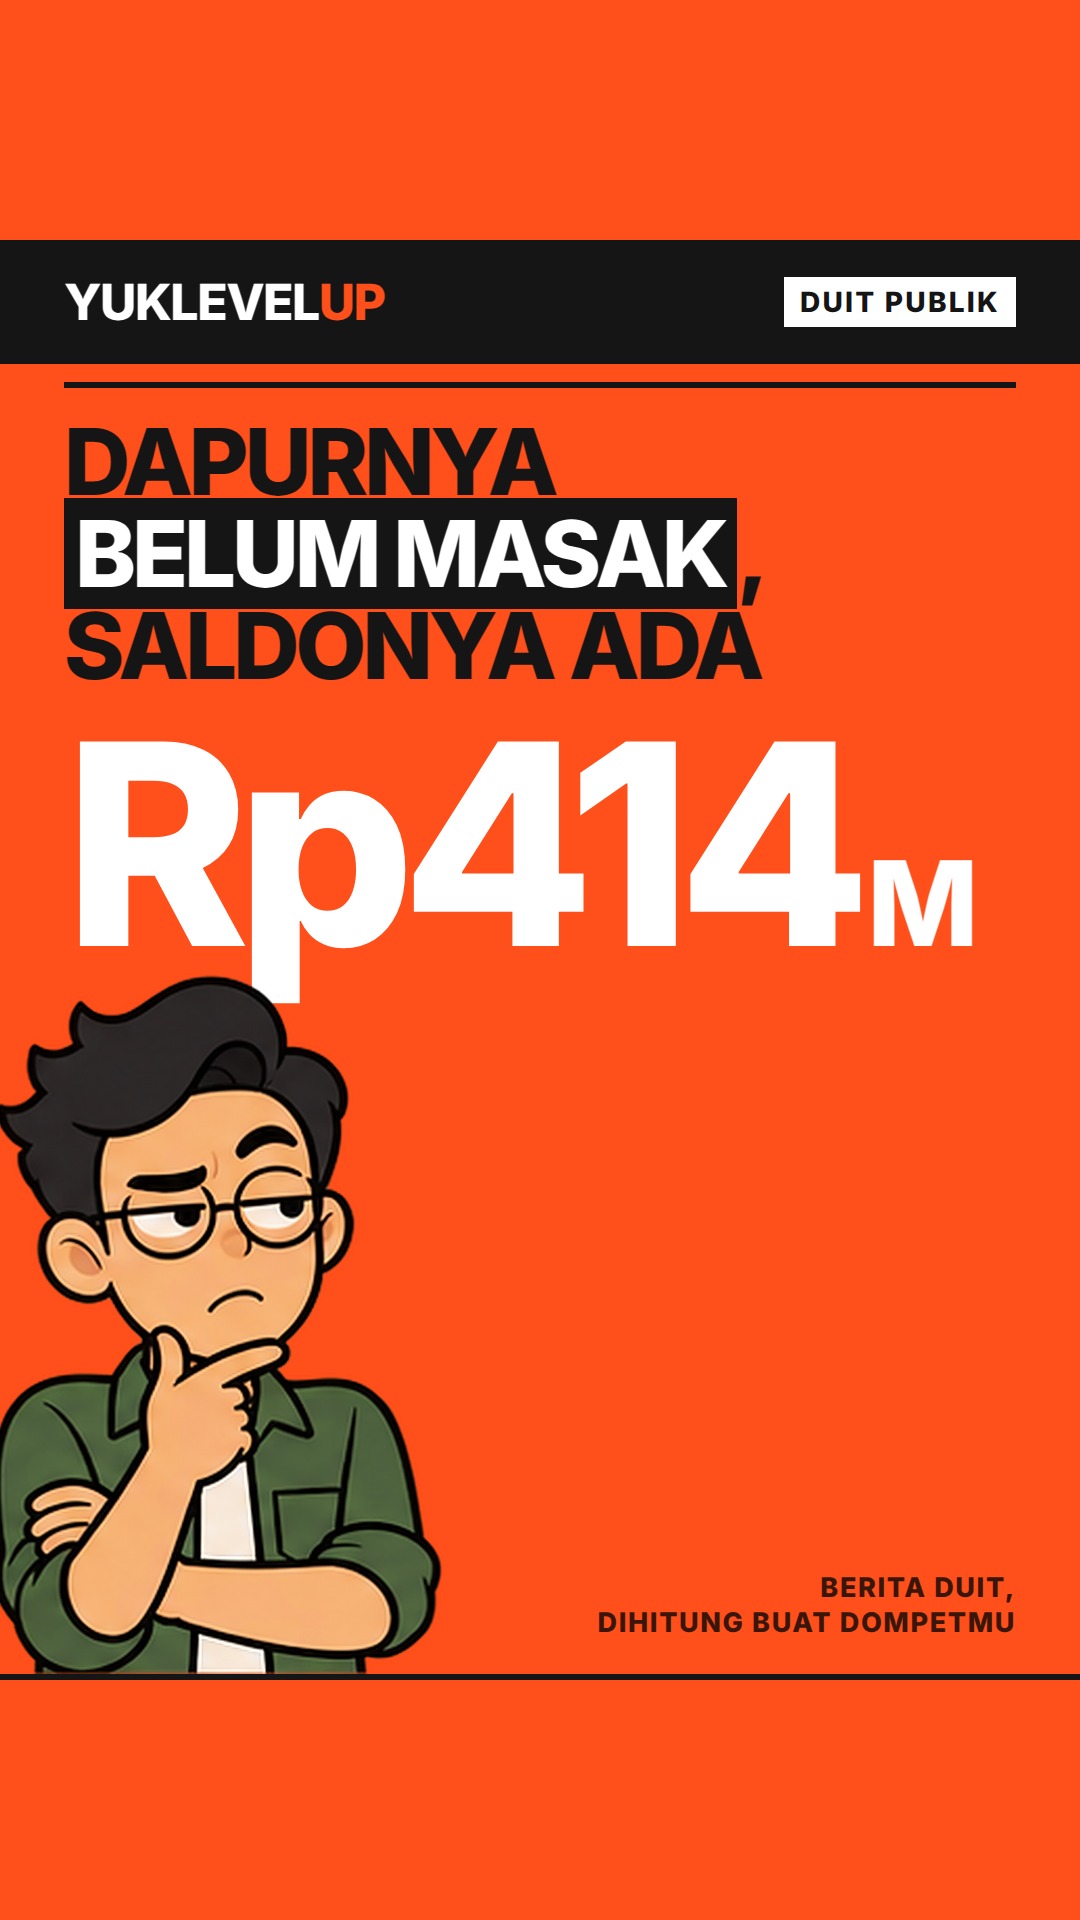 YUKLEVELUP
DUIT PUBLIK
DAPURNYA
BELUM MASAK,
SALDONYA ADA
Rp414M
BERITA DUIT,
DIHITUNG BUAT DOMPETMU